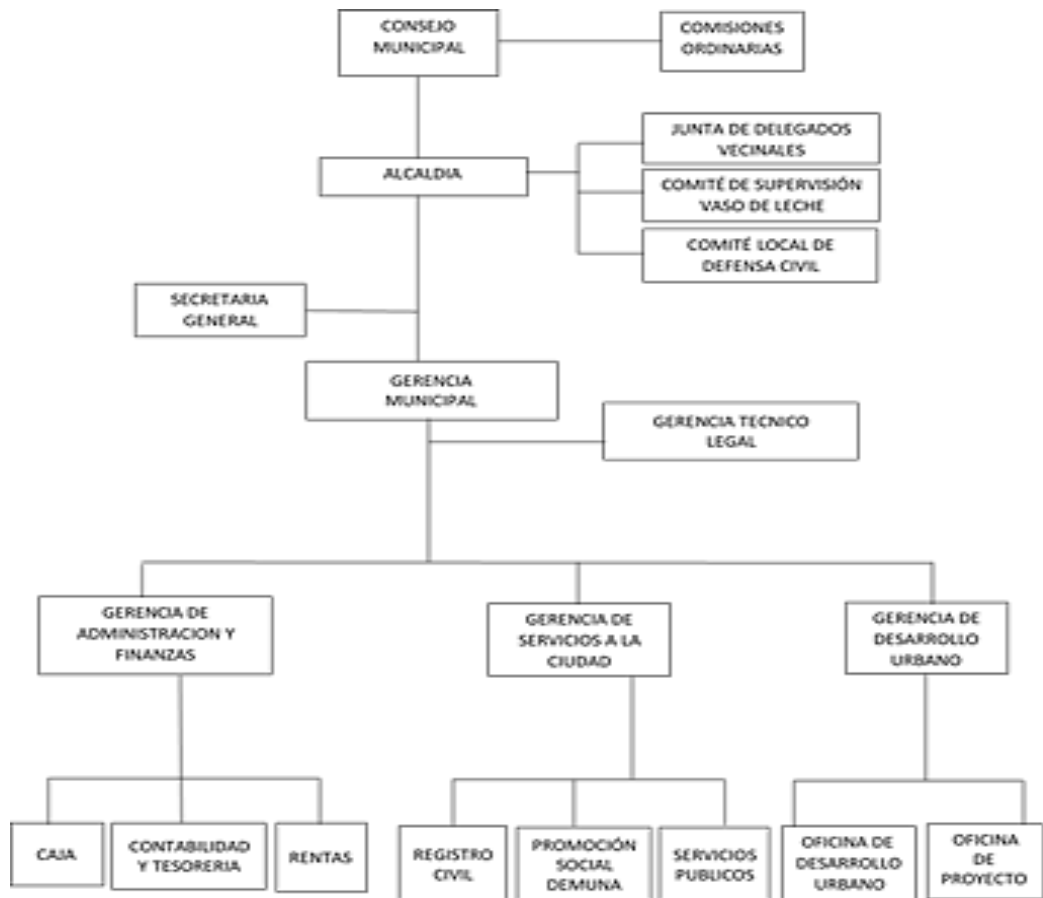 CONSEJO
MUNICIPAL
COMISIONES
ORDINARIAS
JUNTA DE DELEGADOS
VECINALES
ALCALDIA
COMITÉ DE SUPERVISIÓN
VASO DE LECHE
COMITÉ LOCAL DE
DEFENSA CIVIL
SECRETARIA
GENERAL
GERENCIA
MUNICIPAL
GERENCIA TECNICO
LEGAL
GERENCIA DE
ADMINISTRACION Y
FINANZAS
GERENCIA DE
SERVICIOS A LA
CIUDAD
GERENCIA DE
DESARROLLO
URBANO
CAJA
CONTABILIDAD
Y TESORERIA
RENTAS
REGISTRO
CIVIL
PROMOCIÓN
SOCIAL
DEMUNA
SERVICIOS
PUBLICOS
OFICINA DE
DESARROLLO
URBANO
OFICINA
DE
PROYECTO